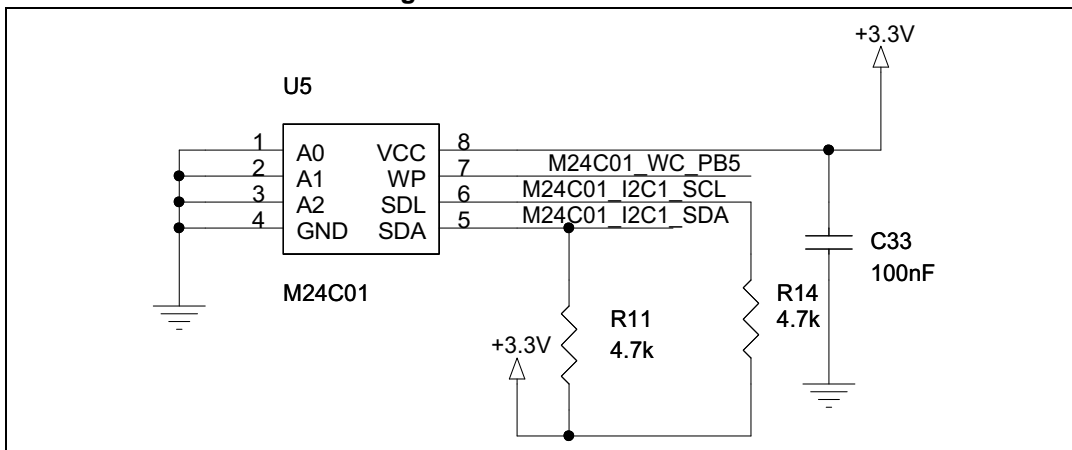 g
+3.3V
U5
1 A0 VCC 8
2 A1 WP 7 M24C01_WC_PB5
3 A2 SDL 6 M24C01_I2C1_SCL
4 GND SDA 5 M24C01_I2C1_SDA
C33
100nF
M24C01
R14
4.7k
R11
4.7k
+3.3V